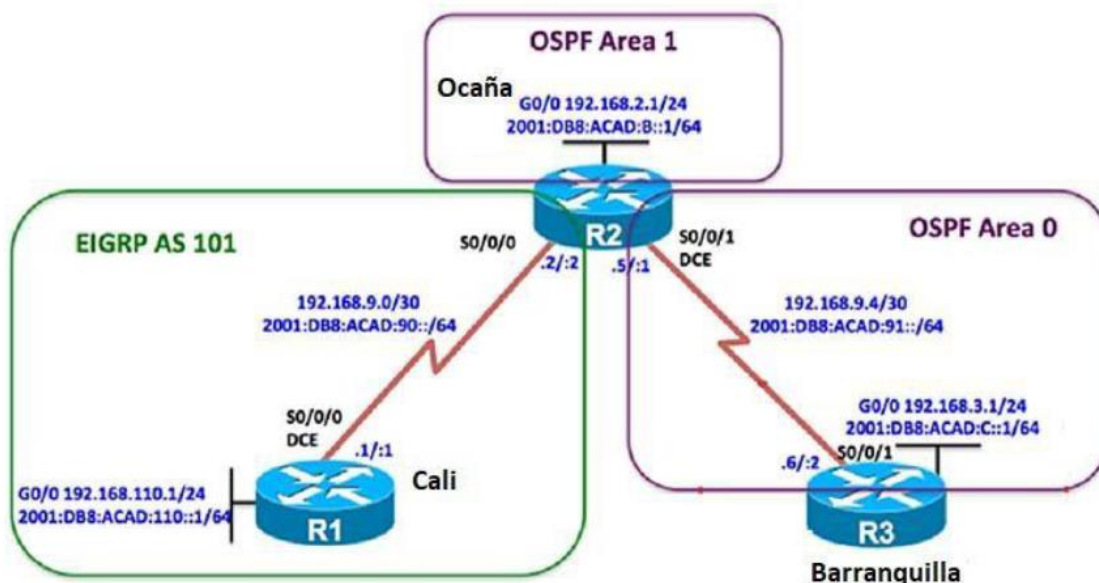 OSPF Area 1
Ocaña
G0/0 192.168.2.1/24
2001:DB8:ACAD:B::1/64
R2
EIGRP AS 101
S0/0/0
.2/:2
.5/:1
S0/0/1
DCE
OSPF Area 0
192.168.9.0/30
2001:DB8:ACAD:90::/64
192.168.9.4/30
2001:DB8:ACAD:91::/64
S0/0/0
DCE
.1/:1
Cali
G0/0 192.168.110.1/24
2001:DB8:ACAD:110::1/64
R1
G0/0 192.168.3.1/24
2001:DB8:ACAD:C::1/64
.6/:2
S0/0/1
R3
Barranquilla